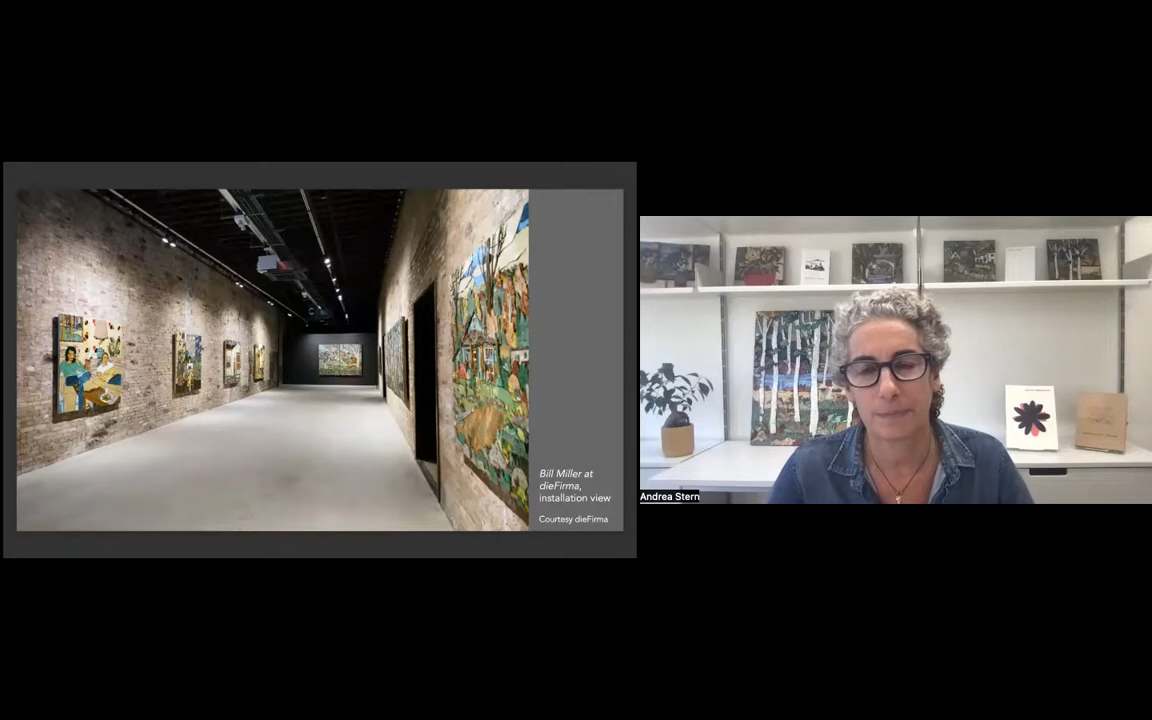 Bill Miller at
dieFirma,
installation view
Courtesy dieFirma
Andrea Stern